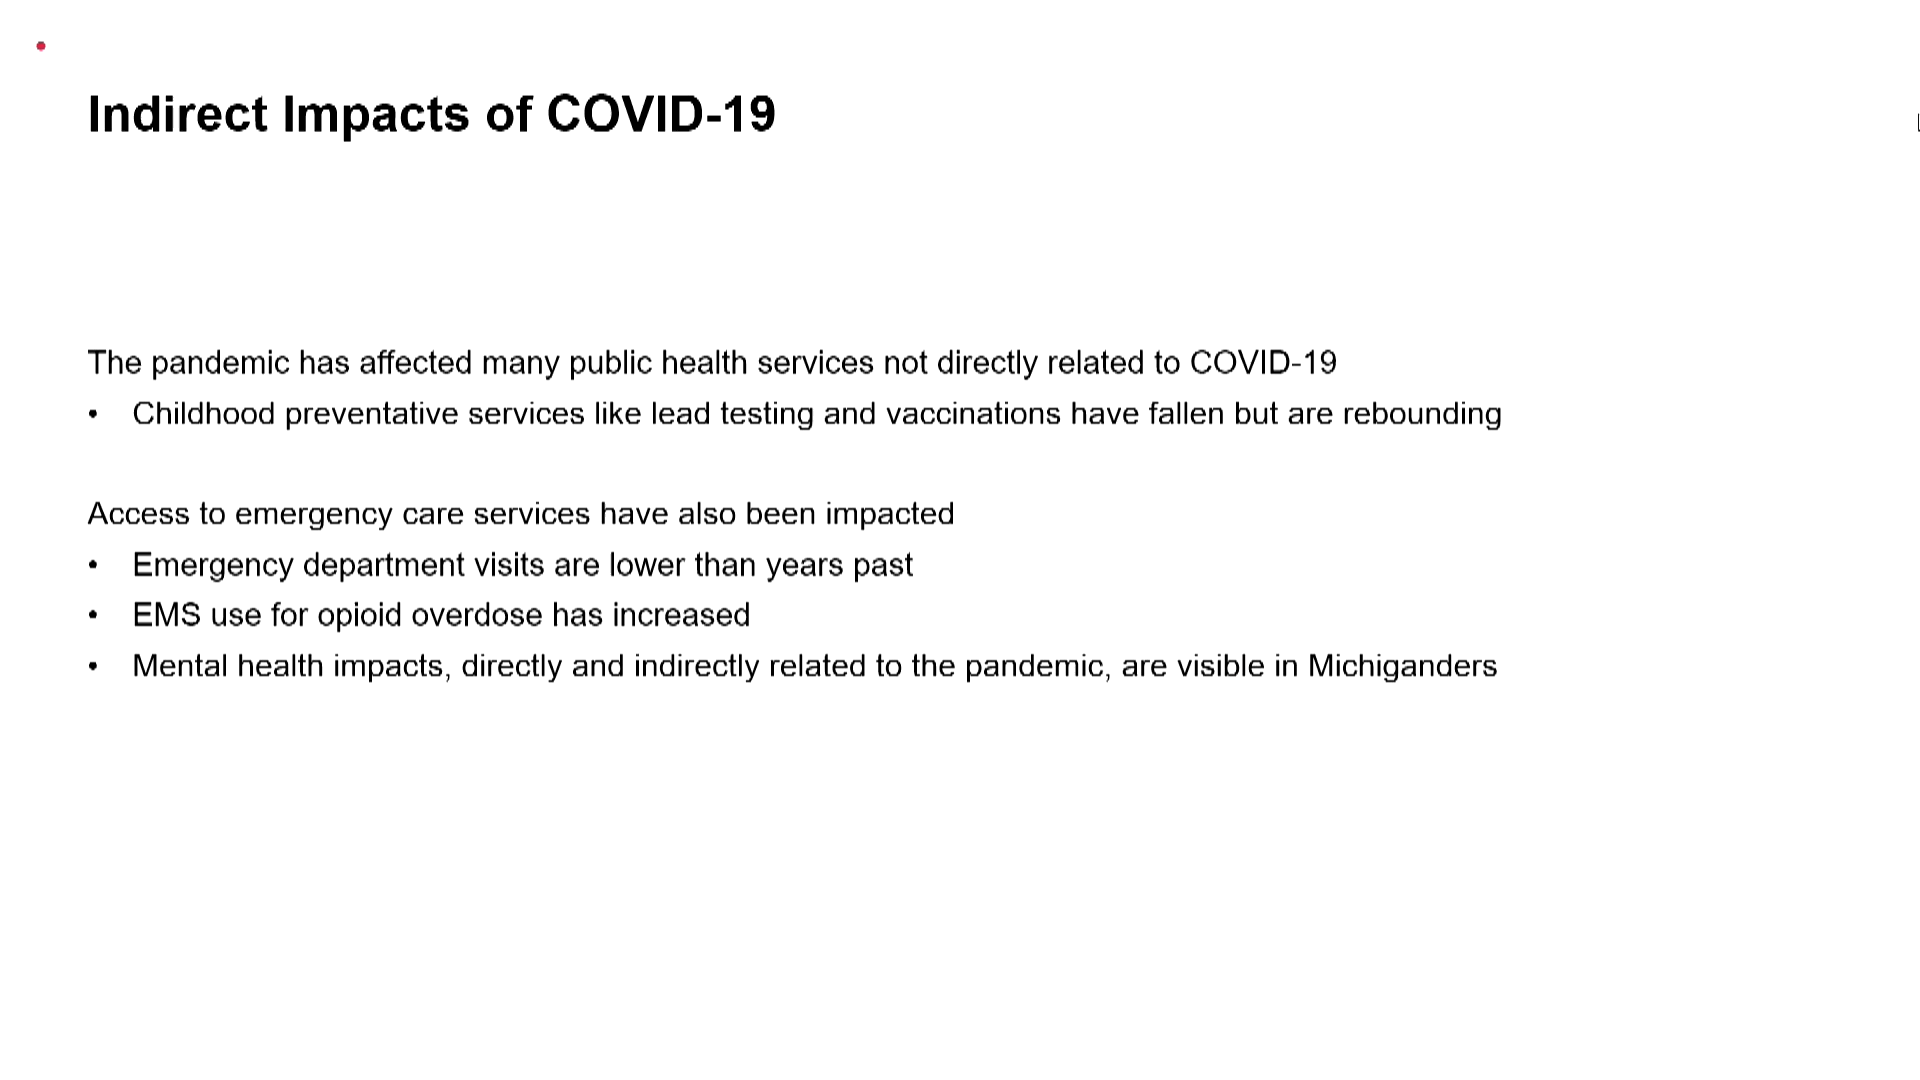 Indirect Impacts of COVID-19
The pandemic has affected many public health services not directly related to COVID-19
• Childhood preventative services like lead testing and vaccinations have fallen but are rebounding
Access to emergency care services have also been impacted
• Emergency department visits are lower than years past
• EMS use for opioid overdose has increased
• Mental health impacts, directly and indirectly related to the pandemic, are visible in Michiganders